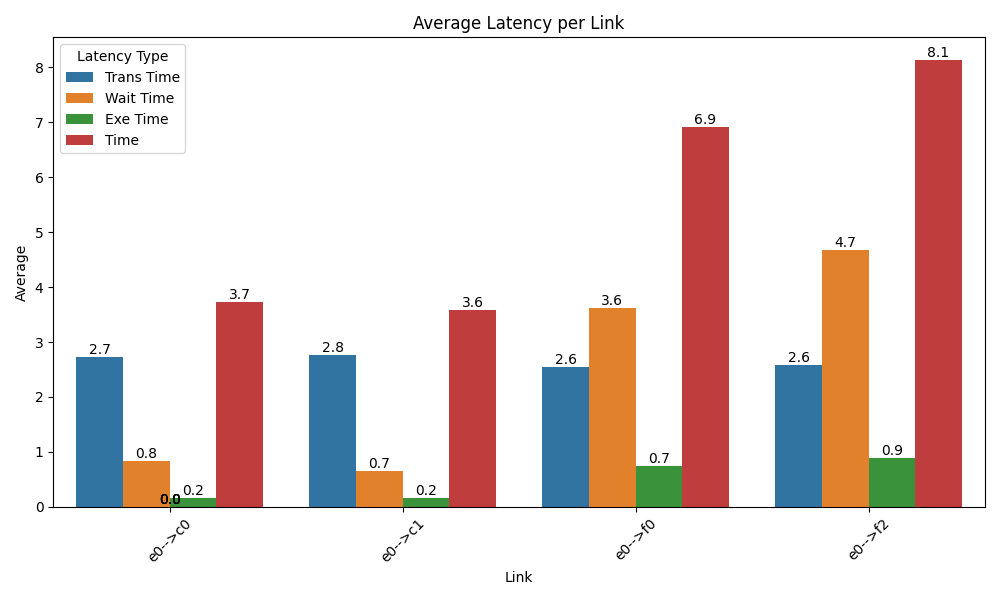 Average Latency per Link
Latency Type
Trans Time
Wait Time
Exe Time
Time
Average
8
7
6
5
4
3
2
1
0
2.7
0.8
0.0
0.2
3.7
2.8
0.7
0.2
3.6
2.6
3.6
0.7
6.9
2.6
4.7
0.9
8.1
e0-->c0
e0-->c1
e0-->f0
e0-->f2
Link